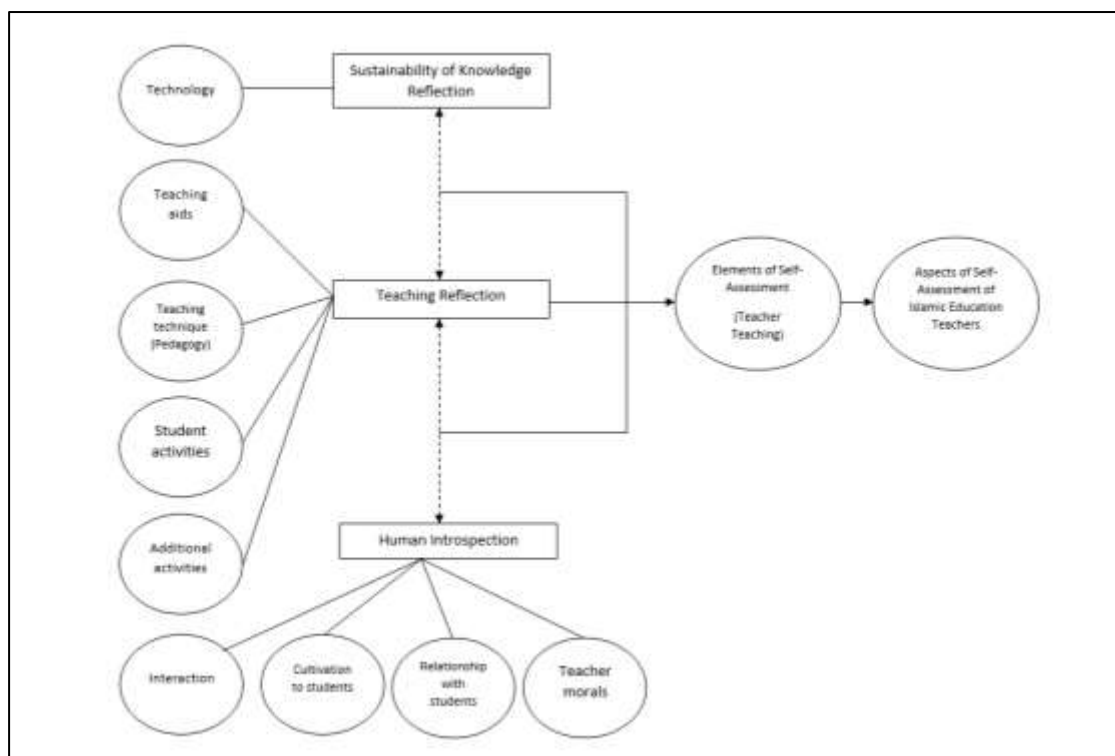 Technology
Sustainability of Knowledge
Reflection
Teaching
aids
Teaching Reflection
Teaching
technique
(Pedagogy)
Student
activities
Additional
activities
Elements of Self-
Assessment
(Teacher
Teaching)
Aspects of Self-
Assessment of
Islamic Education
Teachers
Human Introspection
Interaction
Cultivation
to students
Relationship
with
students
Teacher
morals